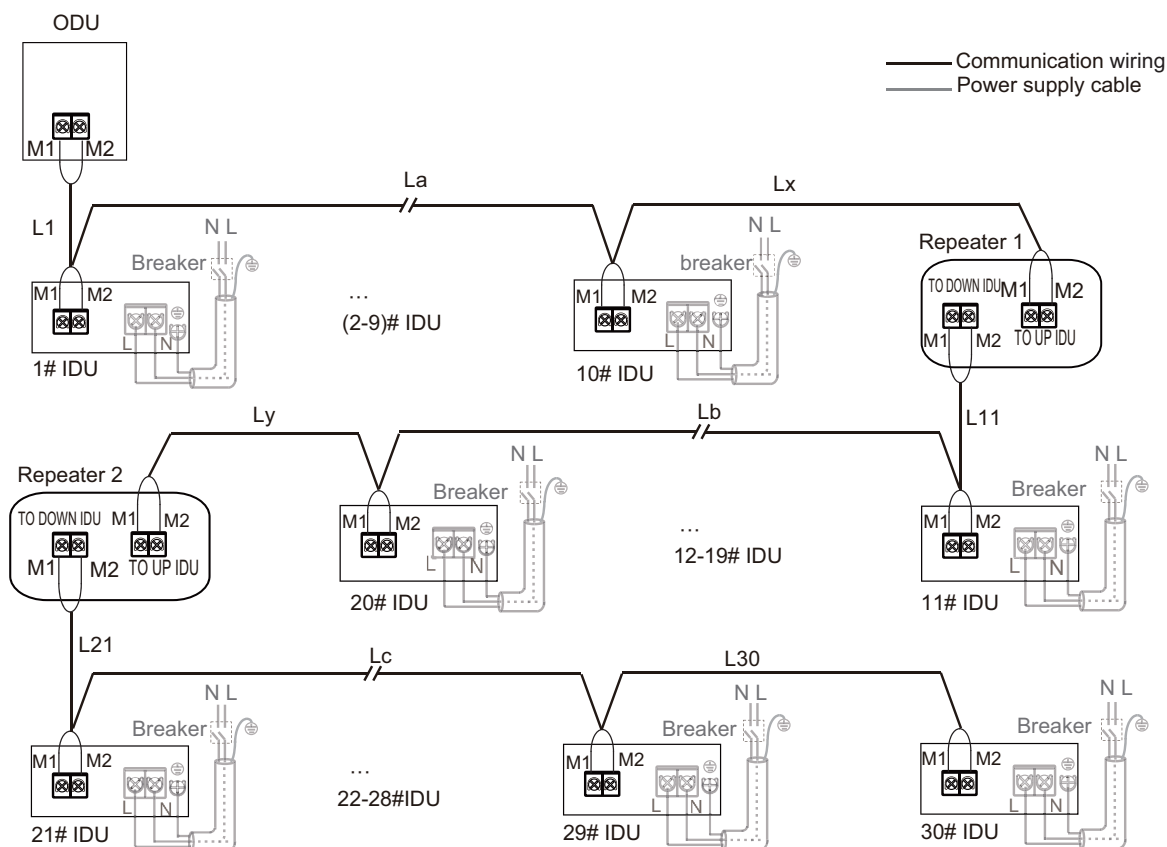 ODU
Communication wiring
Power supply cable
M1 M2
L1
La
Lx
N L
Breaker
M1 M2
L N
1# IDU
...
(2-9)# IDU
N L
breaker
M1 M2
L N
10# IDU
Repeater 1
TO DOWN IDU
M1 M2
M1 M2
TO UP IDU
L11
Ly
Lb
Repeater 2
TO DOWN IDU
M1 M2
M1 M2
TO UP IDU
N L
Breaker
M1 M2
L N
20# IDU
...
12-19# IDU
N L
Breaker
M1 M2
L N
11# IDU
L21
Lc
L30
N L
Breaker
M1 M2
L N
21# IDU
...
22-28#IDU
N L
Breaker
M1 M2
L N
29# IDU
N L
Breaker
M1 M2
L N
30# IDU